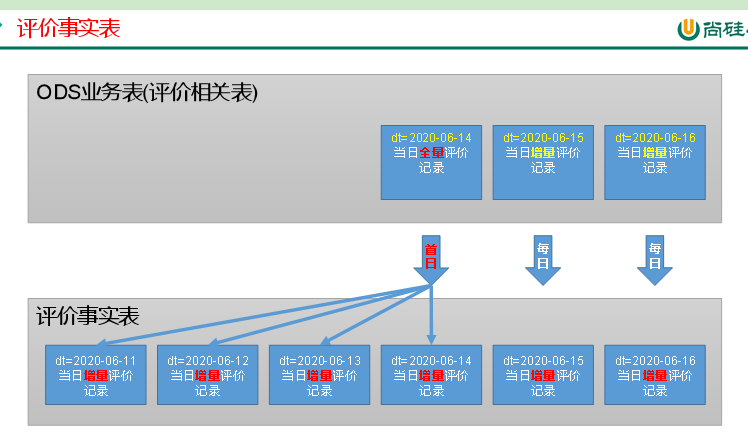 评价事实表
尚硅
ODS业务表(评价相关表)
dt=2020-06-14
当日全量评价
记录
dt=2020-06-15
当日增量评价
记录
dt=2020-06-16
当日增量评价
记录
首
日
每
日
每
日
评价事实表
dt=2020-06-11
当日增量评价
记录
dt=2020-06-12
当日增量评价
记录
dt=2020-06-13
当日增量评价
记录
dt=2020-06-14
当日增量评价
记录
dt=2020-06-15
当日增量评价
记录
dt=2020-06-16
当日增量评价
记录